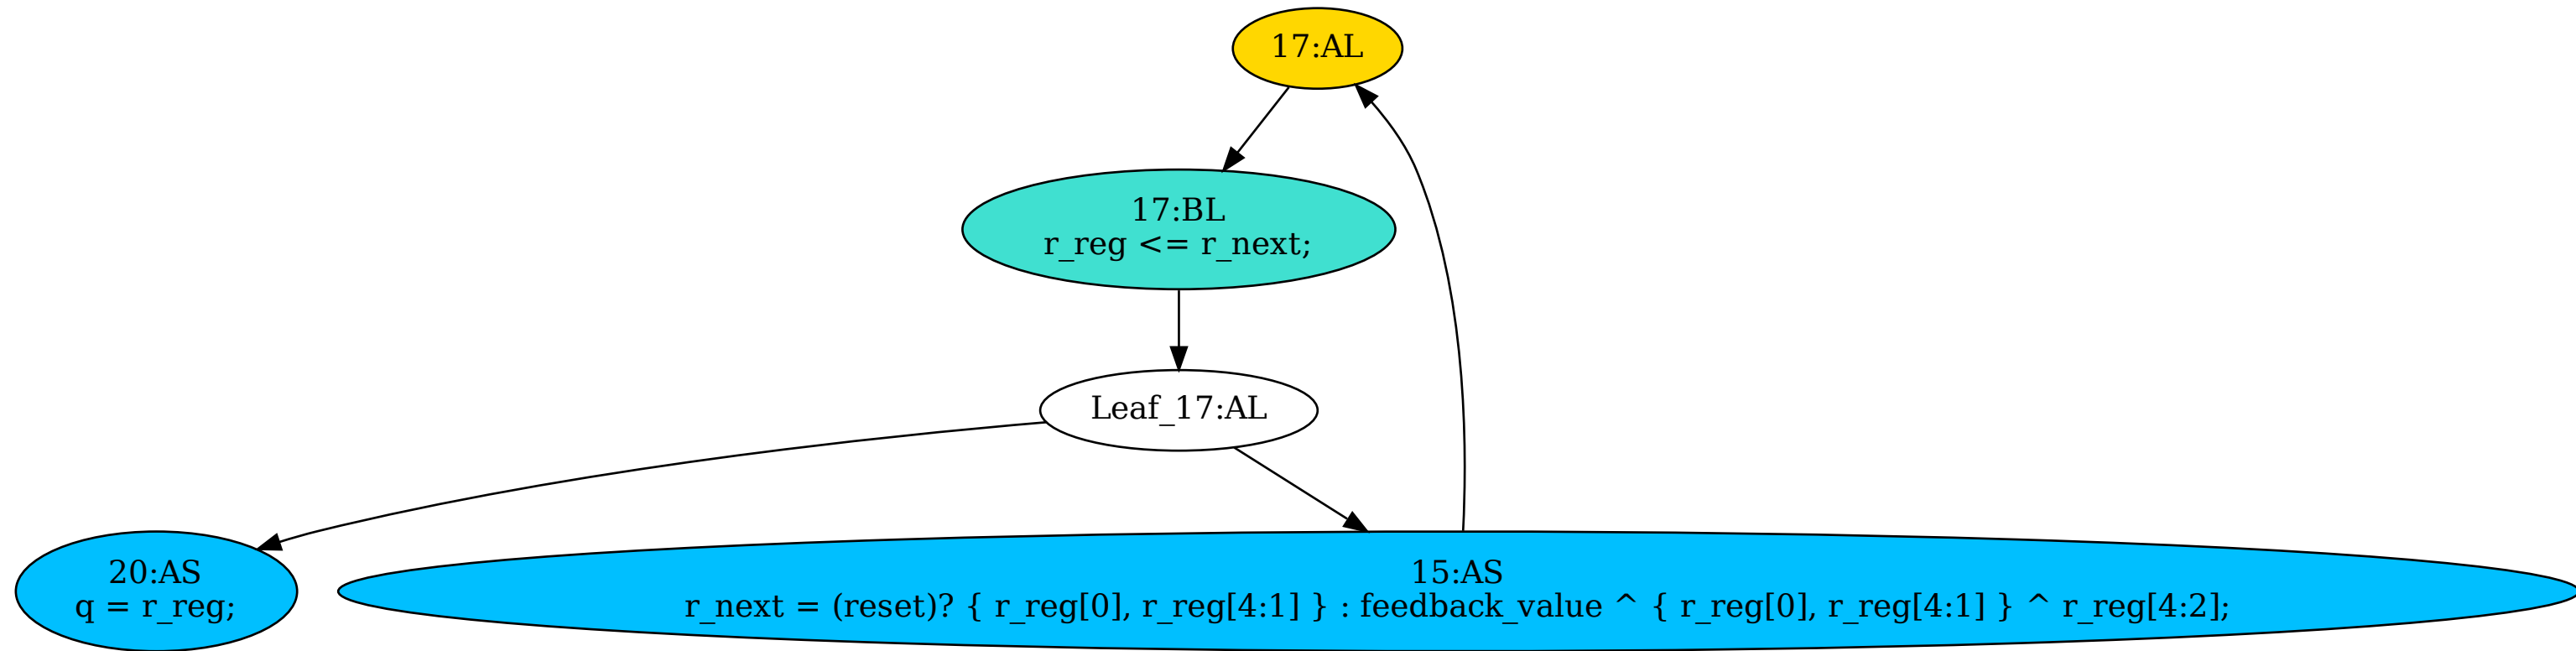 17:AL
17:BL
r_reg <= r_next;
Leaf_17:AL
20:AS
q = r_reg;
15:AS
r_next = (reset)? { r_reg[0], r_reg[4:1] } : feedback_value ^ { r_reg[0], r_reg[4:1] } ^ r_reg[4:2];